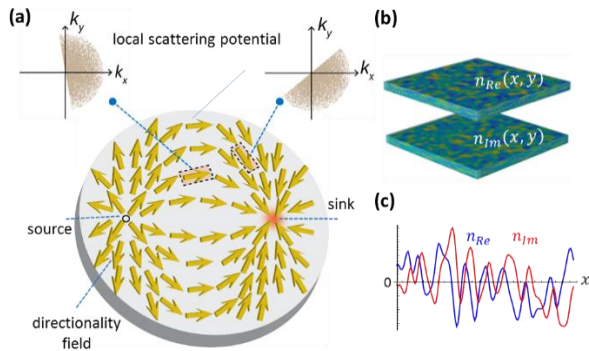 (a)
k_y
k_x
local scattering potential
k_y
k_x
source
sink
directionality
field
(b)
n_Re(x, y)
n_Im(x, y)
(c)
n_Re
n_Im
0
x